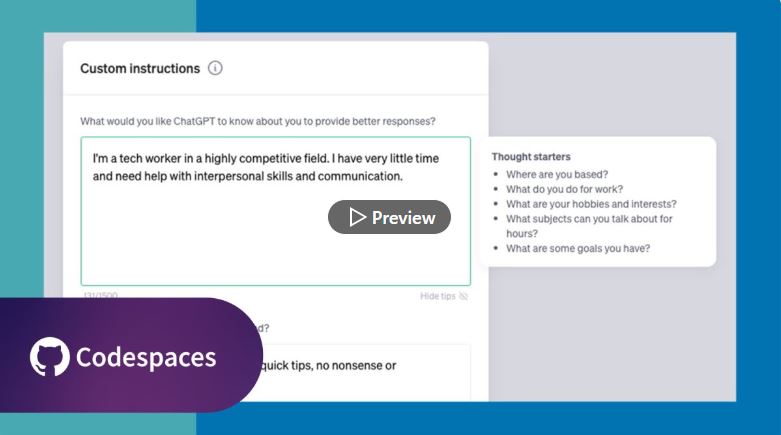 Custom instructions
What would you like ChatGPT to know about you to provide better responses?
I'm a tech worker in a highly competitive field. I have very little time
and need help with interpersonal skills and communication.
Preview
Thought starters
• Where are you based?
• What do you do for work?
• What are your hobbies and interests?
• What subjects can you talk about for
hours?
• What are some goals you have?
131/1500
Hide tips
d?
quick tips, no nonsense or
Codespaces